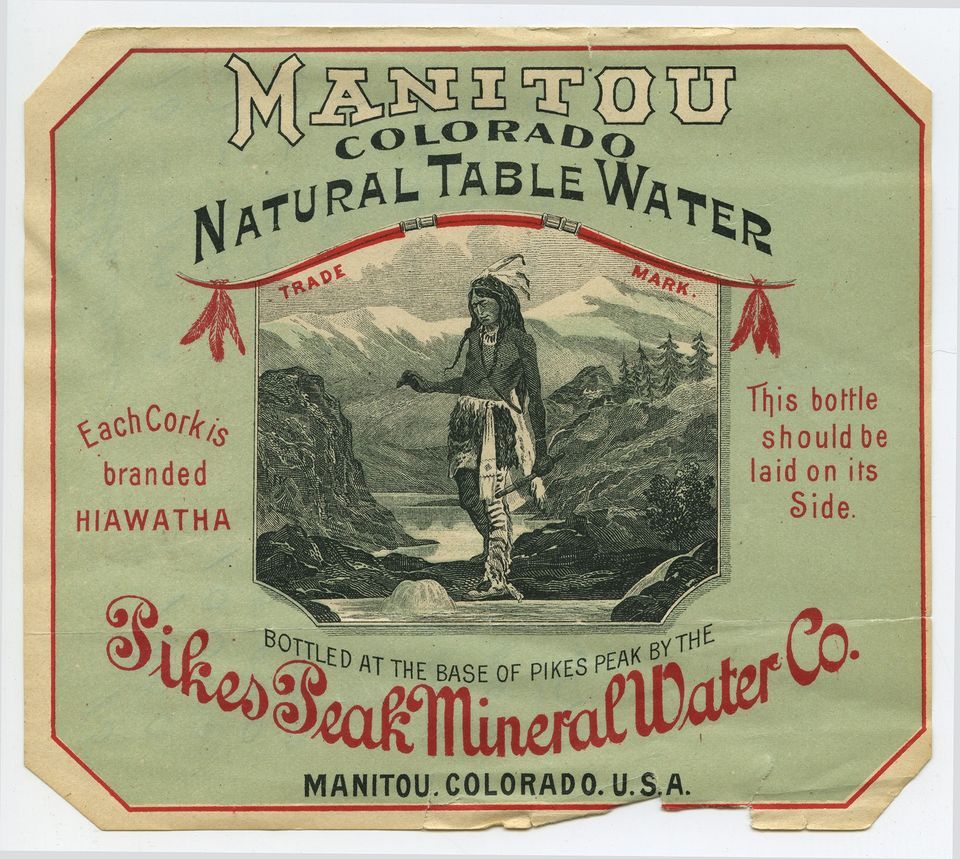 MANITOU
COLORADO
NATURAL TABLE WATER
TRADE MARK.
Each Cork is
branded
HIAWATHA
This bottle
should be
laid on its
Side.
BOTTLED AT THE BASE OF PIKES PEAK BY THE
Pikes Peak Mineral Water Co.
MANITOU. COLORADO. U.S.A.